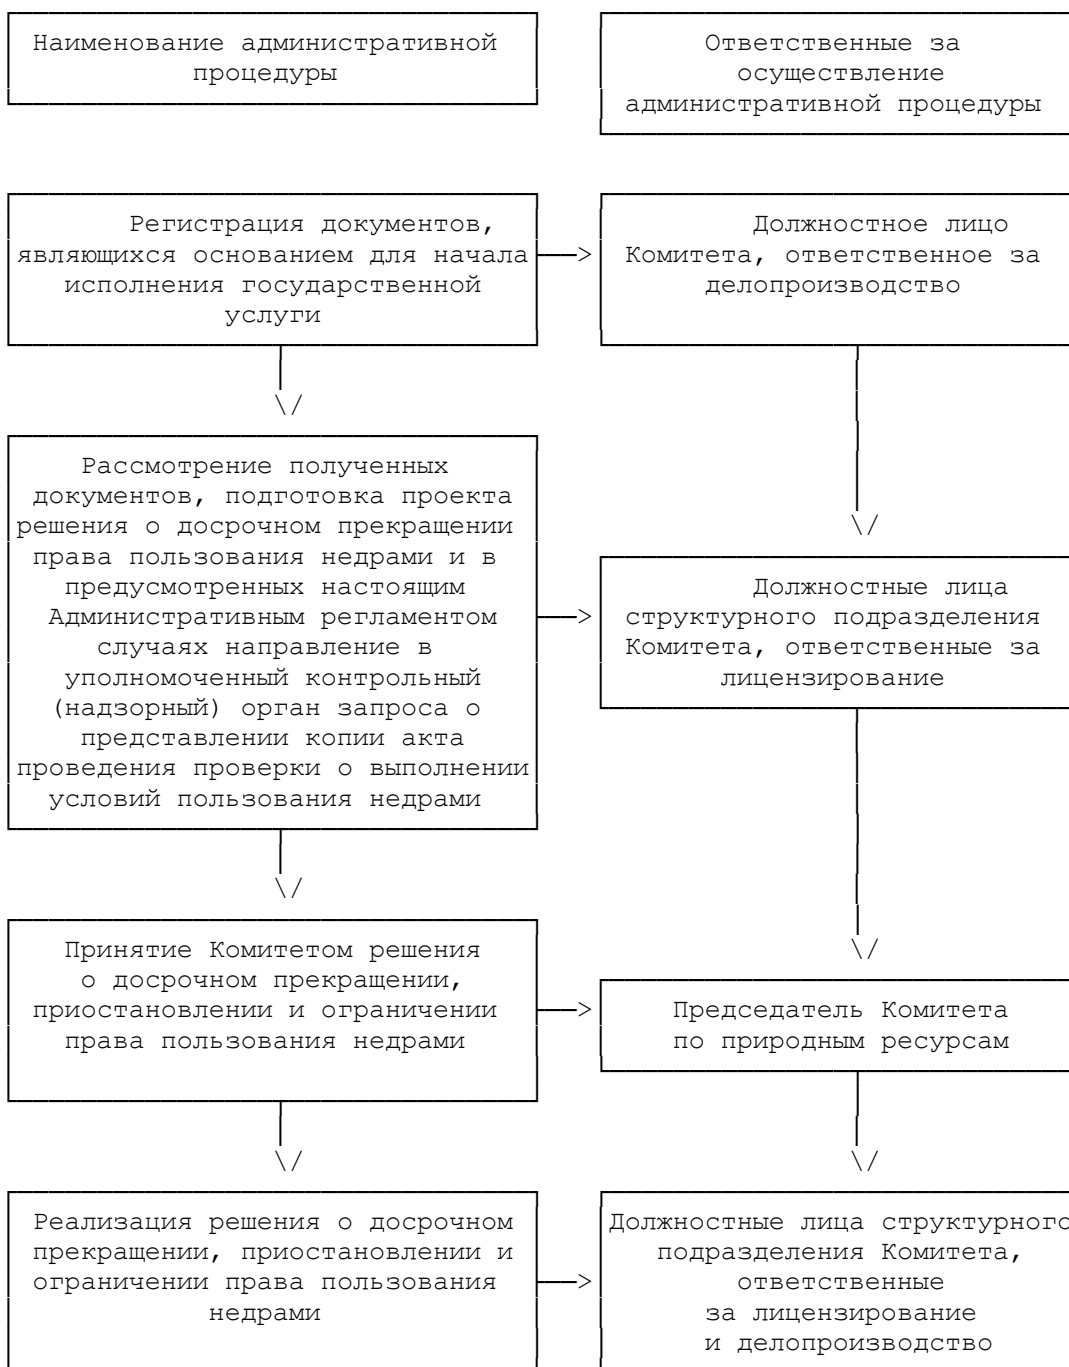 Наименование административной
процедуры
Ответственные за
осуществление
административной процедуры
Регистрация документов,
являющихся основанием для начала
исполнения государственной
услуги
Должностное лицо
Комитета, ответственное за
делопроизводство
Рассмотрение полученных
документов, подготовка проекта
решения о досрочном прекращении
права пользования недрами и в
предусмотренных настоящим
Административным регламентом
случаях направление в
уполномоченный контрольный
(надзорный) орган запроса о
представлении копии акта
проведения проверки о выполнении
условий пользования недрами
Должностные лица
структурного подразделения
Комитета, ответственные за
лицензирование
Принятие Комитетом решения
о досрочном прекращении,
приостановлении и ограничении
права пользования недрами
Председатель Комитета
по природным ресурсам
Реализация решения о досрочном
прекращении, приостановлении и
ограничении права пользования
недрами
Должностные лица структурного
подразделения Комитета,
ответственные
за лицензирование
и делопроизводство